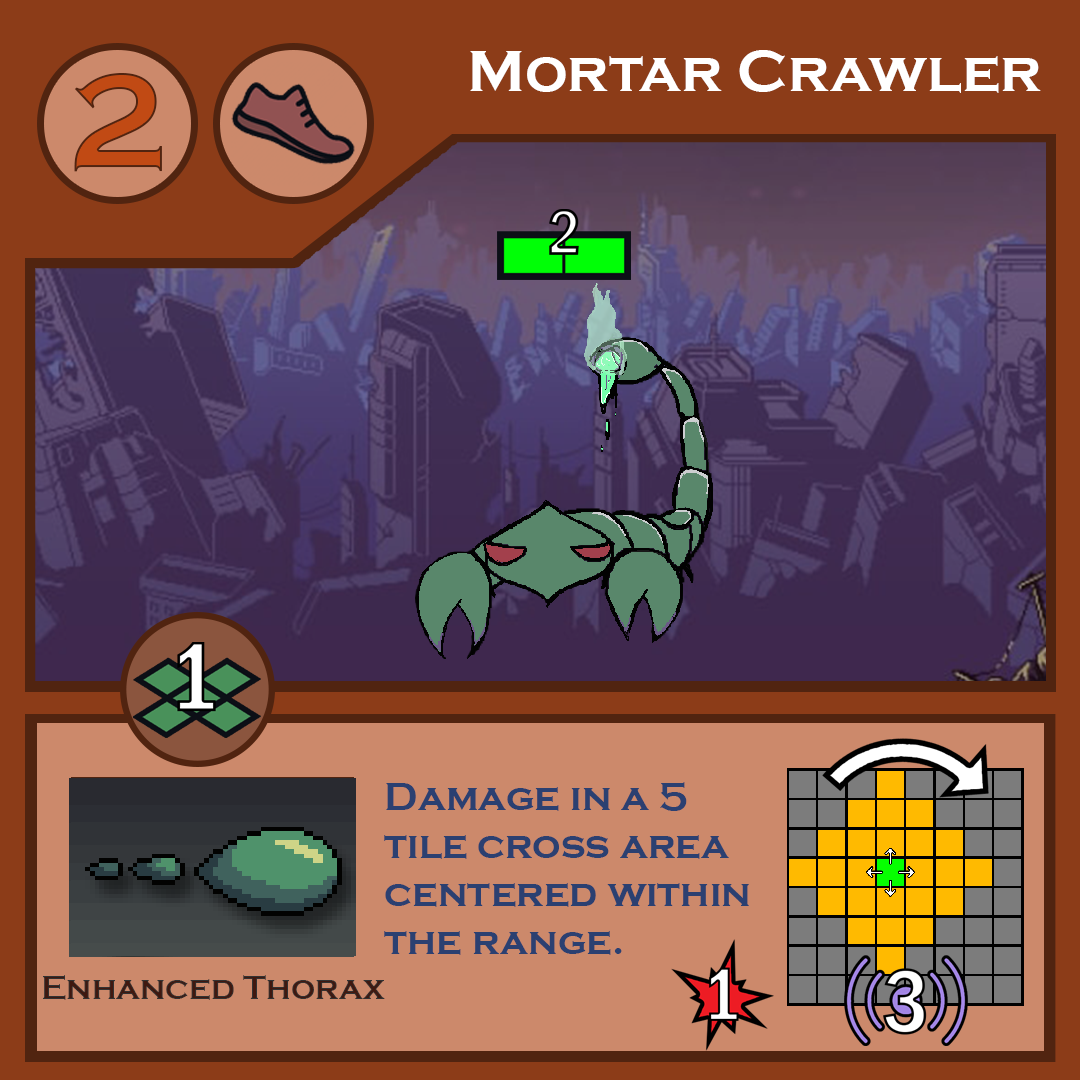 2
Mortar Crawler
2
1
Damage in a 5
tile cross area
centered within
the range.
Enhanced Thorax
1
3